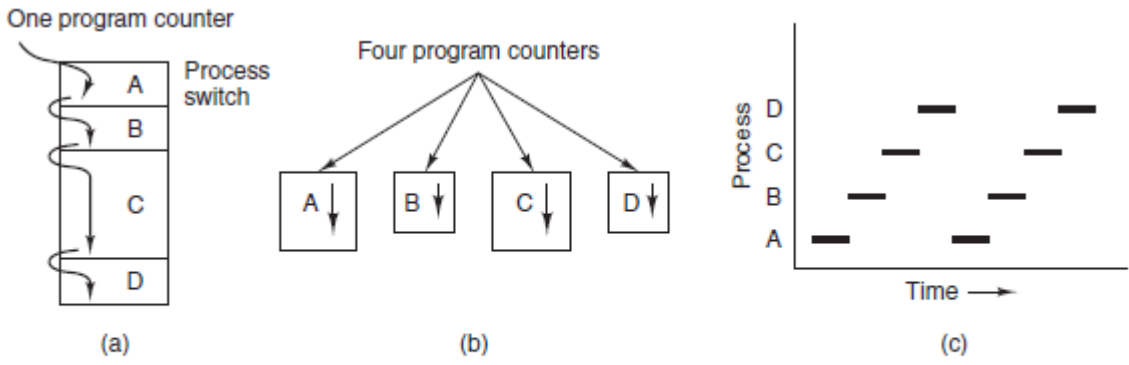 One program counter
Process
switch
A
B
C
D
(a)
Four program counters
A
B
C
D
(b)
Process
D
C
B
A
Time
(c)